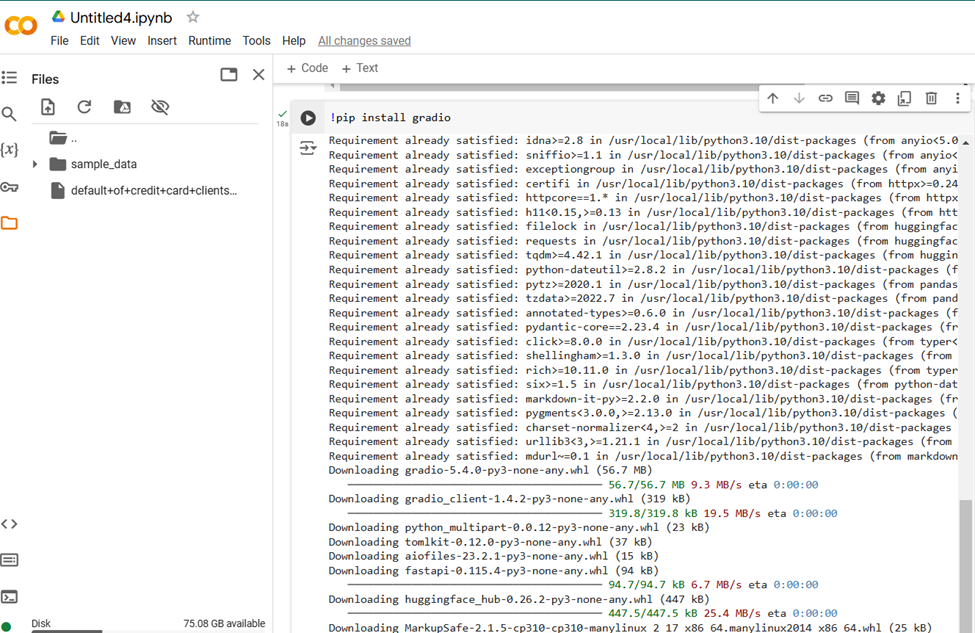 Untitled4.ipynb
File Edit View Insert Runtime Tools Help All changes saved
Files
+ Code + Text
..
sample_data
default+of+credit+card+clients...
{x}
18s
!pip install gradio
Requirement already satisfied: idna>=2.8 in /usr/local/lib/python3.10/dist-packages (from anyio<5.0
Requirement already satisfied: sniffio>=1.1 in /usr/local/lib/python3.10/dist-packages (from anyio<
Requirement already satisfied: exceptiongroup in /usr/local/lib/python3.10/dist-packages (from anyi
Requirement already satisfied: certifi in /usr/local/lib/python3.10/dist-packages (from httpx>=0.24
Requirement already satisfied: httpcore==1.* in /usr/local/lib/python3.10/dist-packages (from httpx
Requirement already satisfied: h11<0.15,>=0.13 in /usr/local/lib/python3.10/dist-packages (from htt
Requirement already satisfied: filelock in /usr/local/lib/python3.10/dist-packages (from huggingfac
Requirement already satisfied: requests in /usr/local/lib/python3.10/dist-packages (from huggingfac
Requirement already satisfied: tqdm>=4.42.1 in /usr/local/lib/python3.10/dist-packages (from huggin
Requirement already satisfied: python-dateutil>=2.8.2 in /usr/local/lib/python3.10/dist-packages (f
Requirement already satisfied: pytz>=2020.1 in /usr/local/lib/python3.10/dist-packages (from pandas
Requirement already satisfied: tzdata>=2022.7 in /usr/local/lib/python3.10/dist-packages (from pand
Requirement already satisfied: annotated-types>=0.6.0 in /usr/local/lib/python3.10/dist-packages (f
Requirement already satisfied: pydantic-core==2.23.4 in /usr/local/lib/python3.10/dist-packages (fr
Requirement already satisfied: click>=8.0.0 in /usr/local/lib/python3.10/dist-packages (from typer<
Requirement already satisfied: shellingham>=1.3.0 in /usr/local/lib/python3.10/dist-packages (from
Requirement already satisfied: rich>=10.11.0 in /usr/local/lib/python3.10/dist-packages (from typer
Requirement already satisfied: six>=1.5 in /usr/local/lib/python3.10/dist-packages (from python-dat
Requirement already satisfied: markdown-it-py>=2.2.0 in /usr/local/lib/python3.10/dist-packages (fr
Requirement already satisfied: pygments<3.0.0,>=2.13.0 in /usr/local/lib/python3.10/dist-packages (
Requirement already satisfied: charset-normalizer<4,>=2 in /usr/local/lib/python3.10/dist-packages
Requirement already satisfied: urllib3<3,>=1.21.1 in /usr/local/lib/python3.10/dist-packages (from
Requirement already satisfied: mdurl~=0.1 in /usr/local/lib/python3.10/dist-packages (from markdown
Downloading gradio-5.4.0-py3-none-any.whl (56.7 MB)
56.7/56.7 MB 9.3 MB/s eta 0:00:00
Downloading gradio_client-1.4.2-py3-none-any.whl (319 kB)
319.8/319.8 kB 19.5 MB/s eta 0:00:00
Downloading python_multipart-0.0.12-py3-none-any.whl (23 kB)
Downloading tomlkit-0.12.0-py3-none-any.whl (37 kB)
Downloading aiofiles-23.2.1-py3-none-any.whl (15 kB)
Downloading fastapi-0.115.4-py3-none-any.whl (94 kB)
94.7/94.7 kB 6.7 MB/s eta 0:00:00
Downloading huggingface_hub-0.26.2-py3-none-any.whl (447 kB)
447.5/447.5 kB 25.4 MB/s eta 0:00:00
Downloading MarkupSafe-2.1.5-cp310-cp310-manylinux_2_17_x86_64.manylinux2014_x86_64.whl (25 kB)
Disk 75.08 GB available